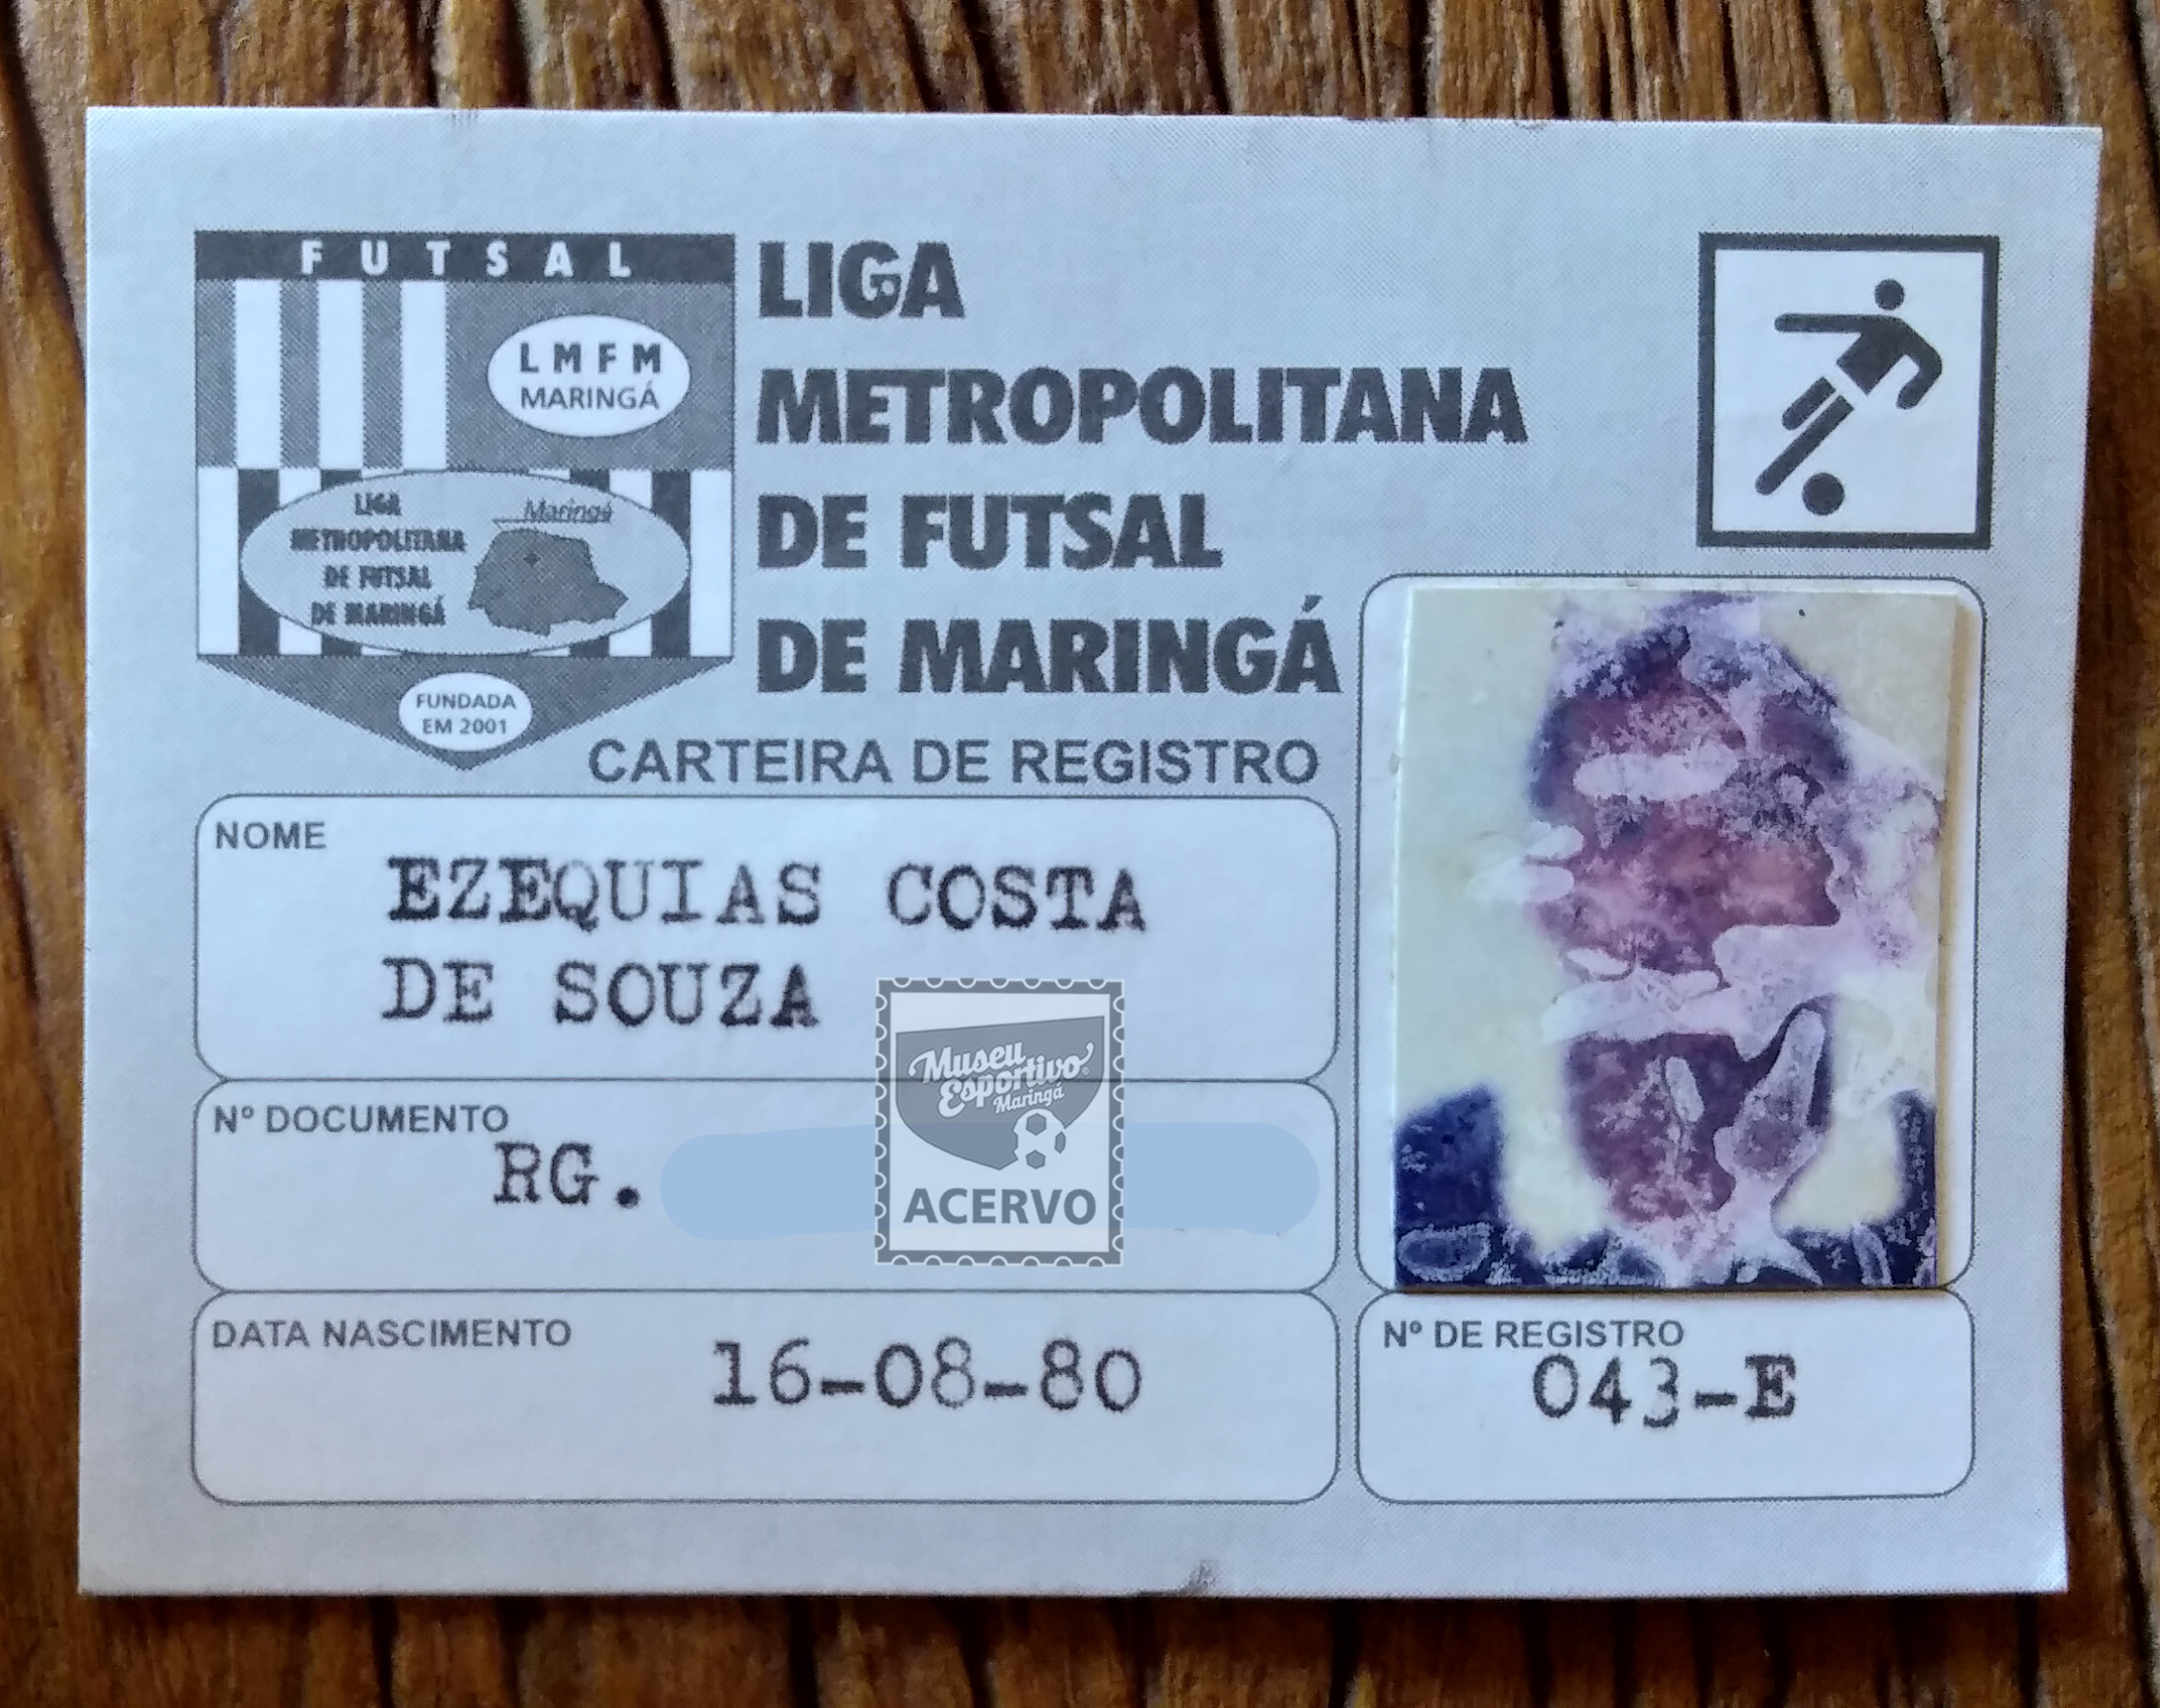 FUTSAL
LMFM
MARINGÁ
LIGA
METROPOLITANA
DE FUTSAL
DE MARINGÁ
Maringá
FUNDADA
EM 2001
LIGA
METROPOLITANA
DE FUTSAL
DE MARINGÁ
CARTEIRA DE REGISTRO
NOME
EZEQUIAS COSTA
DE SOUZA
Nº DOCUMENTO
RG.
Museu
Esportivo
Maringá
ACERVO
DATA NASCIMENTO
16-08-80
Nº DE REGISTRO
043-E